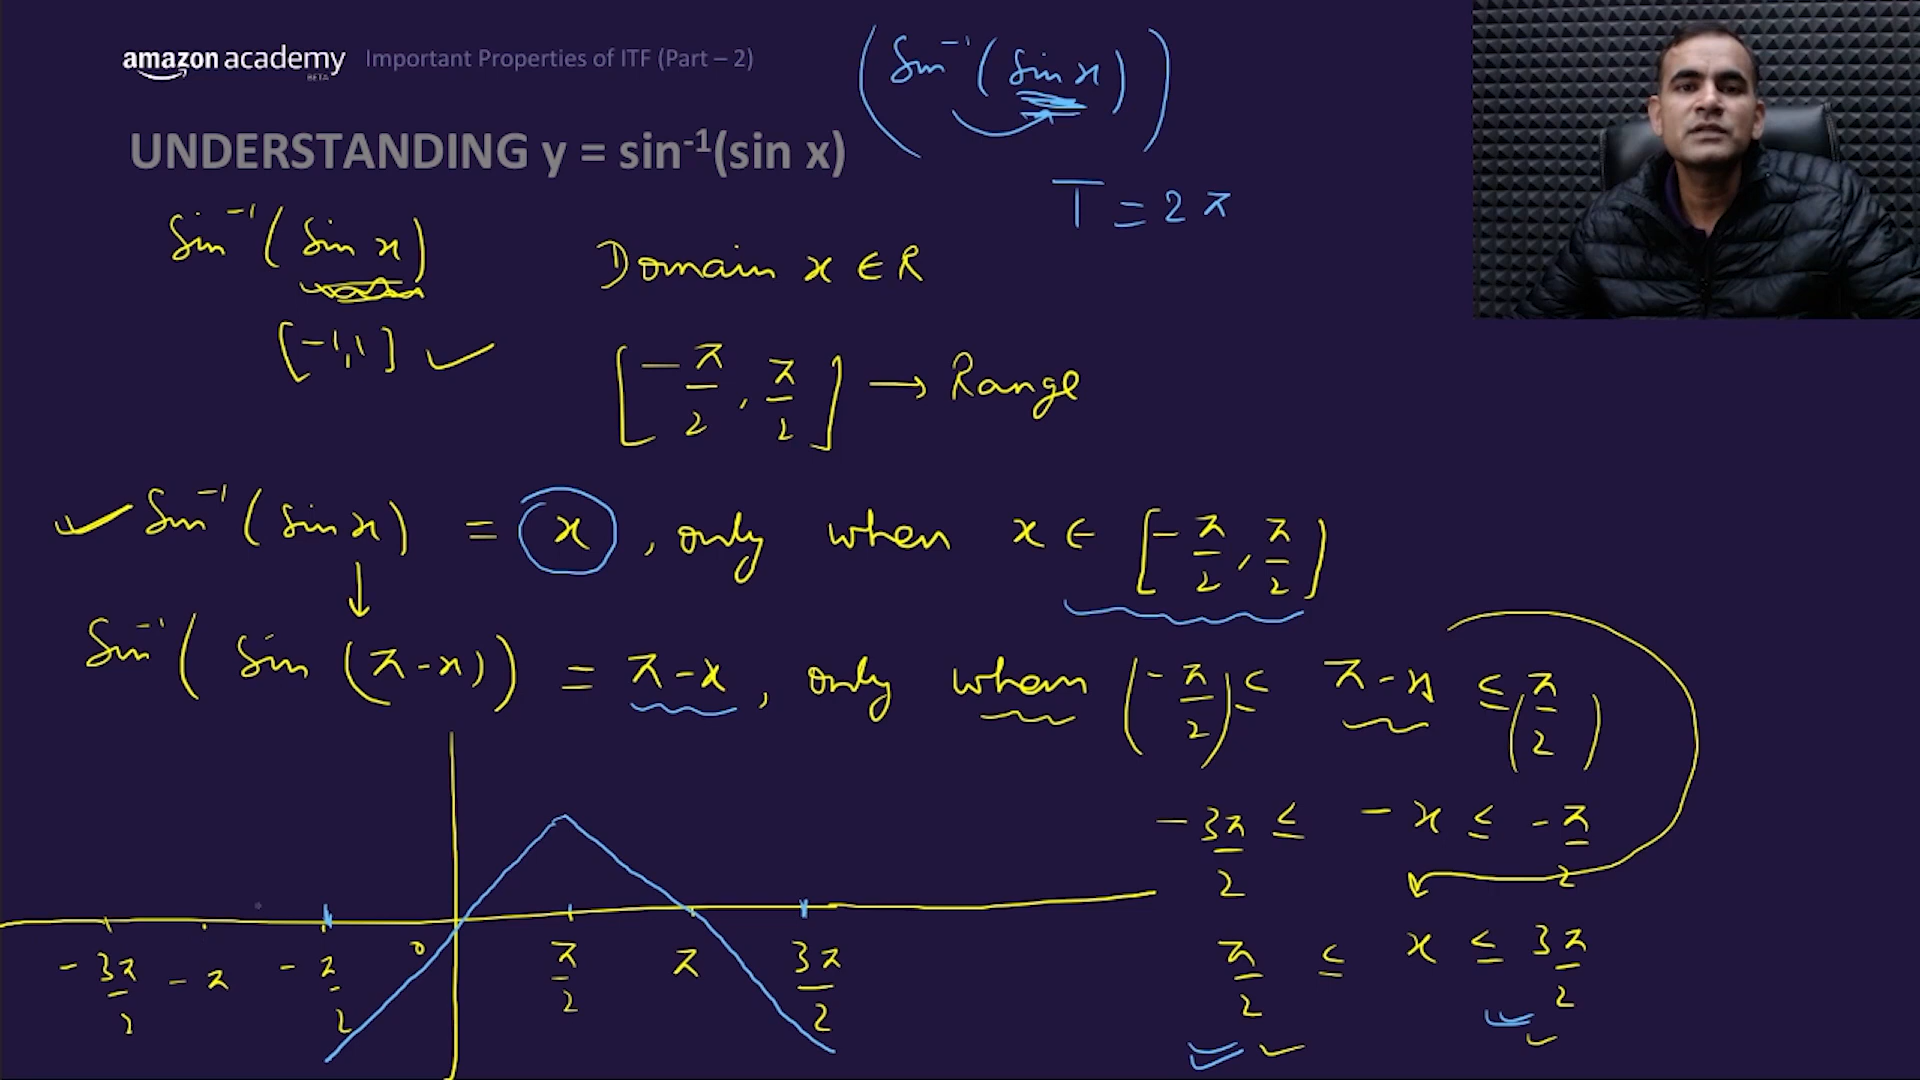 amazon academy
BETA
Important Properties of ITF (Part – 2)
(Sin⁻¹(sin x))
UNDERSTANDING y = sin⁻¹(sin x)
T = 2π
Sin⁻¹(sin x)
Domain x ∈ R
[-1,1] ✓
[-π/2, π/2] → Range
✓ Sin⁻¹(sin x) = x, only when x ∈ [-π/2, π/2]
↓
Sin⁻¹(sin(π-x)) = π-x, only when (-π/2) ≤ π-x ≤ (π/2)
-3π/2 ≤ -x ≤ -π/2
π/2 ≤ x ≤ 3π/2
-3π/2 -π -π/2 0 π/2 π 3π/2